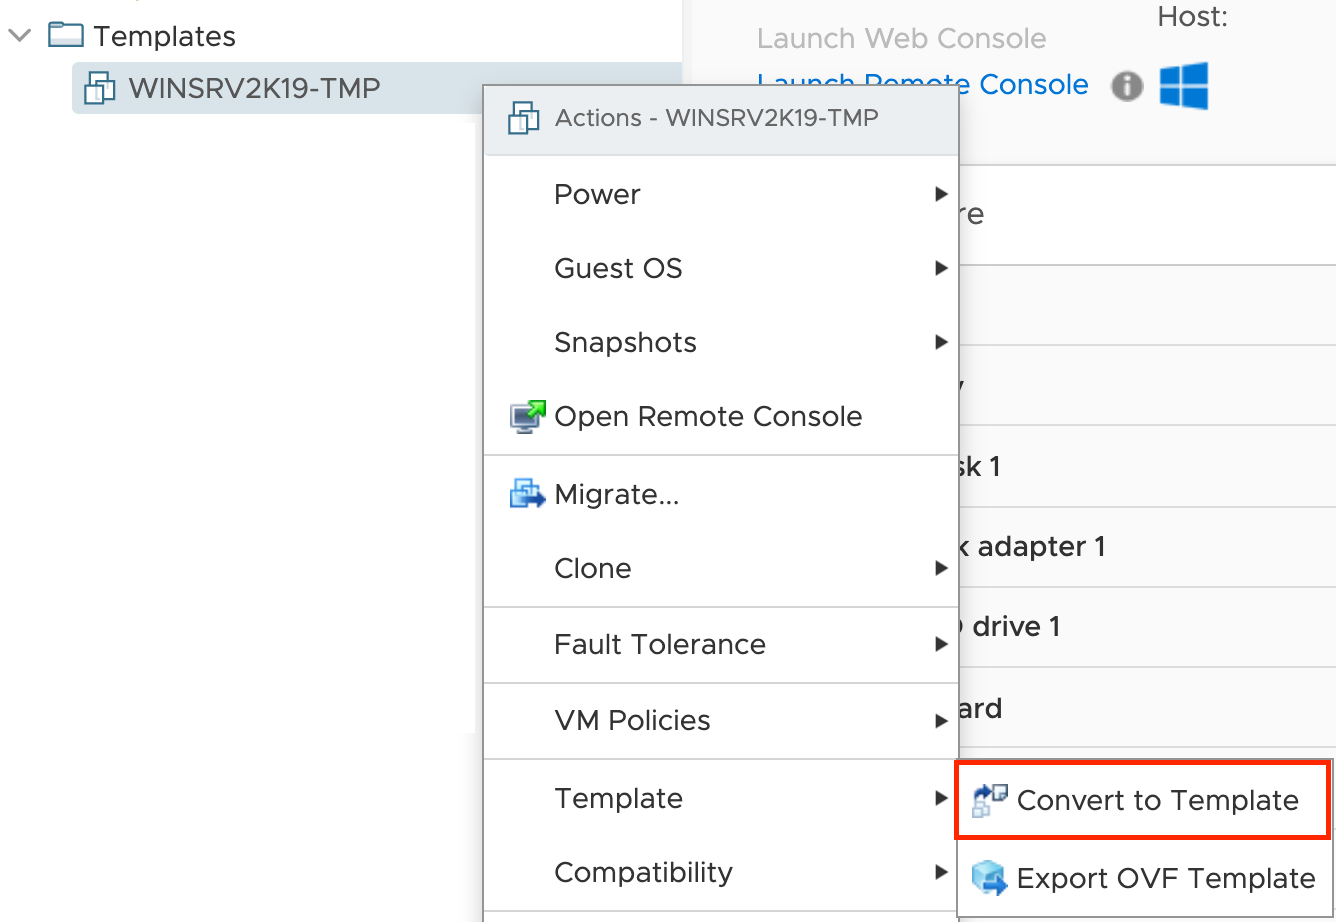 Templates
WINSRV2K19-TMP
Host:
Launch Web Console
Launch Remote Console
Actions - WINSRV2K19-TMP
Power
Guest OS
Snapshots
Open Remote Console
Migrate...
Clone
Fault Tolerance
VM Policies
Template
Compatibility
re
sk 1
k adapter 1
drive 1
ard
Convert to Template
Export OVF Template